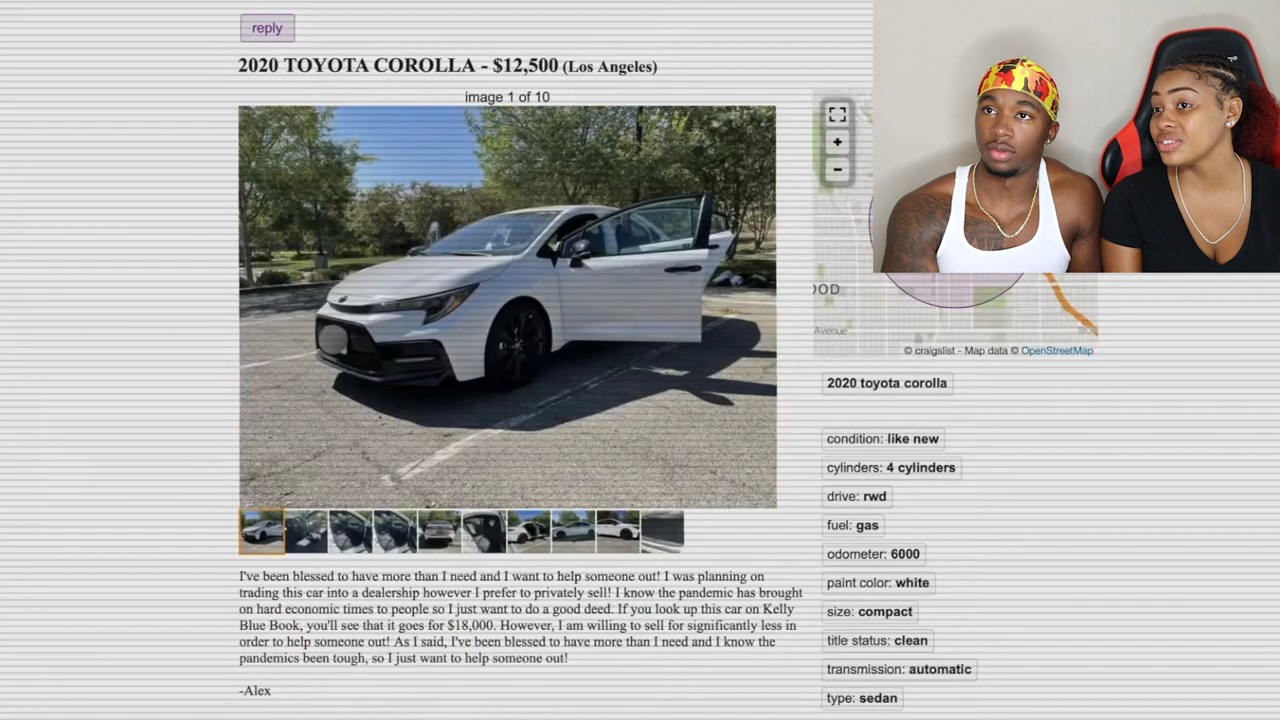 reply
2020 TOYOTA COROLLA - $12,500 (Los Angeles)
image 1 of 10
+
−
OOD
Avenue
© craigslist - Map data © OpenStreetMap
2020 toyota corolla
condition: like new
cylinders: 4 cylinders
drive: rwd
fuel: gas
odometer: 6000
paint color: white
size: compact
title status: clean
transmission: automatic
type: sedan
I've been blessed to have more than I need and I want to help someone out! I was planning on
trading this car into a dealership however I prefer to privately sell! I know the pandemic has brought
on hard economic times to people so I just want to do a good deed. If you look up this car on Kelly
Blue Book, you'll see that it goes for $18,000. However, I am willing to sell for significantly less in
order to help someone out! As I said, I've been blessed to have more than I need and I know the
pandemics been tough, so I just want to help someone out!
-Alex